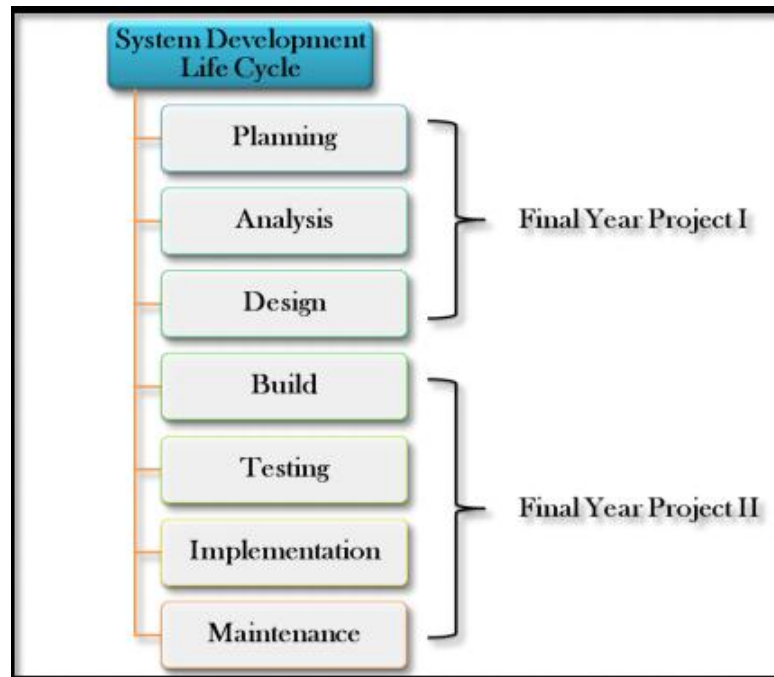 System Development
Life Cycle
Planning
Analysis
Final Year Project I
Design
Build
Testing
Final Year Project II
Implementation
Maintenance